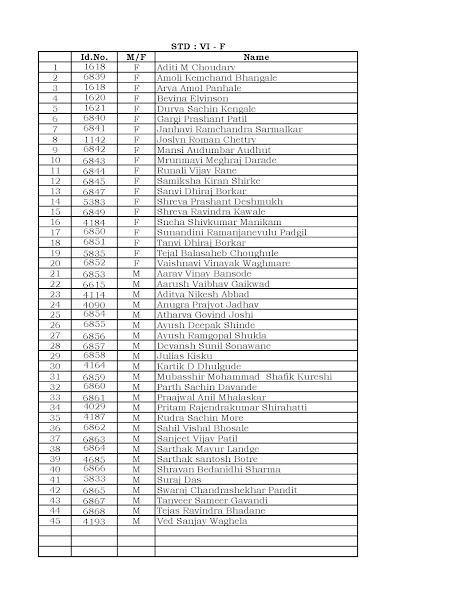 STD : VI - F
Id.No. M/F Name
1 1618 F Aditi M Choudary
2 6839 F Amoli Kemchand Bhangale
3 1618 F Arya Amol Panhale
4 1620 F Bevina Elvinson
5 1621 F Durva Sachin Kengale
6 6840 F Gargi Prashant Patil
7 6841 F Janhavi Ramchandra Sarmalkar
8 1142 F Joslyn Roman Chettry
9 6842 F Mansi Audumbar Audhut
10 6843 F Mrunmayi Meghraj Darade
11 6844 F Runali Vijay Rane
12 6845 F Samiksha Kiran Shirke
13 6847 F Sanvi Dhiraj Borkar
14 5383 F Shreya Prashant Deshmukh
15 6849 F Shreya Ravindra Kawale
16 4184 F Sneha Shivkumar Manikam
17 6850 F Sunandini Ramanjaneyulu Padgil
18 6851 F Tanvi Dhiraj Borkar
19 5835 F Tejal Balasaheb Choughule
20 6852 F Vaishnavi Vinayak Waghmare
21 6853 M Aarav Vinay Bansode
22 6615 M Aarush Vaibhav Gaikwad
23 4114 M Aditya Nikesh Abbad
24 4090 M Anugra Prajyot Jadhav
25 6854 M Atharva Govind Joshi
26 6855 M Ayush Deepak Shinde
27 6856 M Ayush Ramgopal Shukla
28 6857 M Devansh Sunil Sonawane
29 6858 M Julias Kisku
30 4164 M Kartik D Dhulgude
31 6859 M Mubasshir Mohammad Shafik Kureshi
32 6860 M Parth Sachin Davande
33 6861 M Praajwal Anil Mhalaskar
34 4029 M Pritam Rajendrakumar Shirahatti
35 4187 M Rudra Sachin More
36 6862 M Sahil Vishal Bhosale
37 6863 M Sanjeet Vijay Patil
38 6864 M Sarthak Mayur Landge
39 4685 M Sarthak santosh Botre
40 6866 M Shravan Bedanidhi Sharma
41 5833 M Suraj Das
42 6865 M Swaraj Chandrashekhar Pandit
43 6867 M Tanveer Sameer Gavandi
44 6868 M Tejas Ravindra Bhadane
45 4193 M Ved Sanjay Waghela